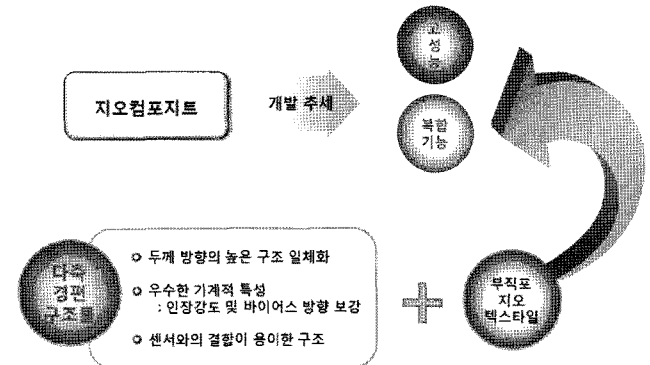 고
성
능
지오컴포지트
개발 추세
복합
기능
다축
경편
구조물
두께 방향의 높은 구조 일체화
우수한 기계적 특성
: 인장강도 및 바이어스 방향 보강
센서와의 결합이 용이한 구조
부직포
지오
텍스타일